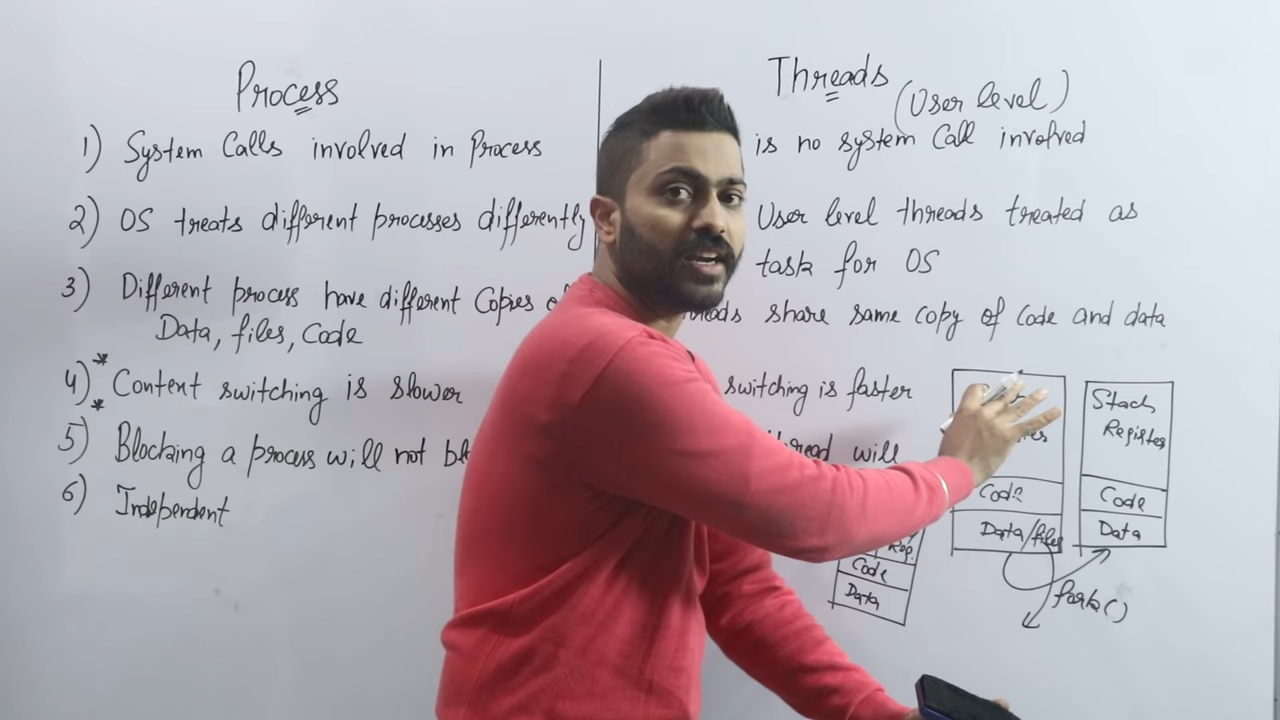 Process
1) System Calls involved in Process
2) OS treats different processes differently
3) Different process have different Copies
Data, files, Code
4)* Content switching is slower
5)* Blocking a process will not
6) Independent
Threads
(User level)
is no system Call involved
User level threads treated as
task for OS
share same copy of Code and data
switching is faster
will
Code
Data/files
Stack
Register
Code
Data
Reg.
Code
Data
fork()